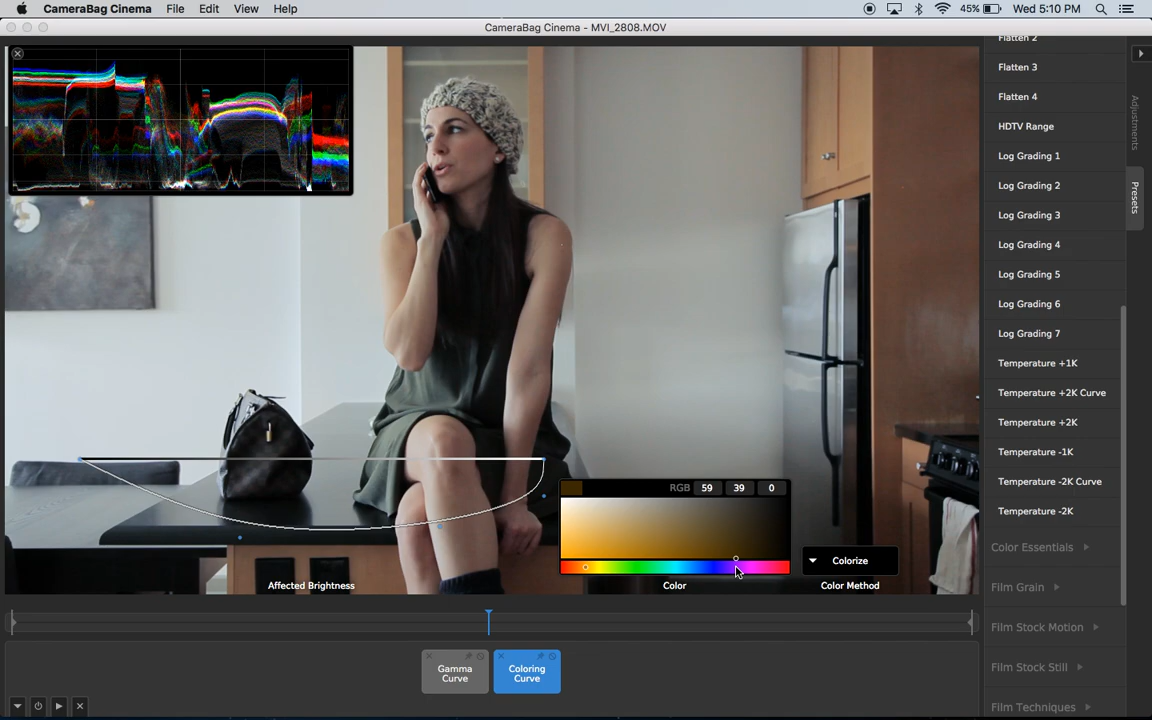 CameraBag Cinema File Edit View Help 45% Wed 5:10 PM
CameraBag Cinema - MVI_2808.MOV
Flatten 2
Flatten 3
Flatten 4
HDTV Range
Log Grading 1
Log Grading 2
Log Grading 3
Log Grading 4
Log Grading 5
Log Grading 6
Log Grading 7
Temperature +1K
Temperature +2K Curve
Temperature +2K
Temperature -1K
Temperature -2K Curve
Temperature -2K
Color Essentials
Film Grain
Film Stock Motion
Film Stock Still
Film Techniques
Adjustments
Presets
RGB 59 39 0
Colorize
Affected Brightness
Color
Color Method
Gamma
Curve
Coloring
Curve